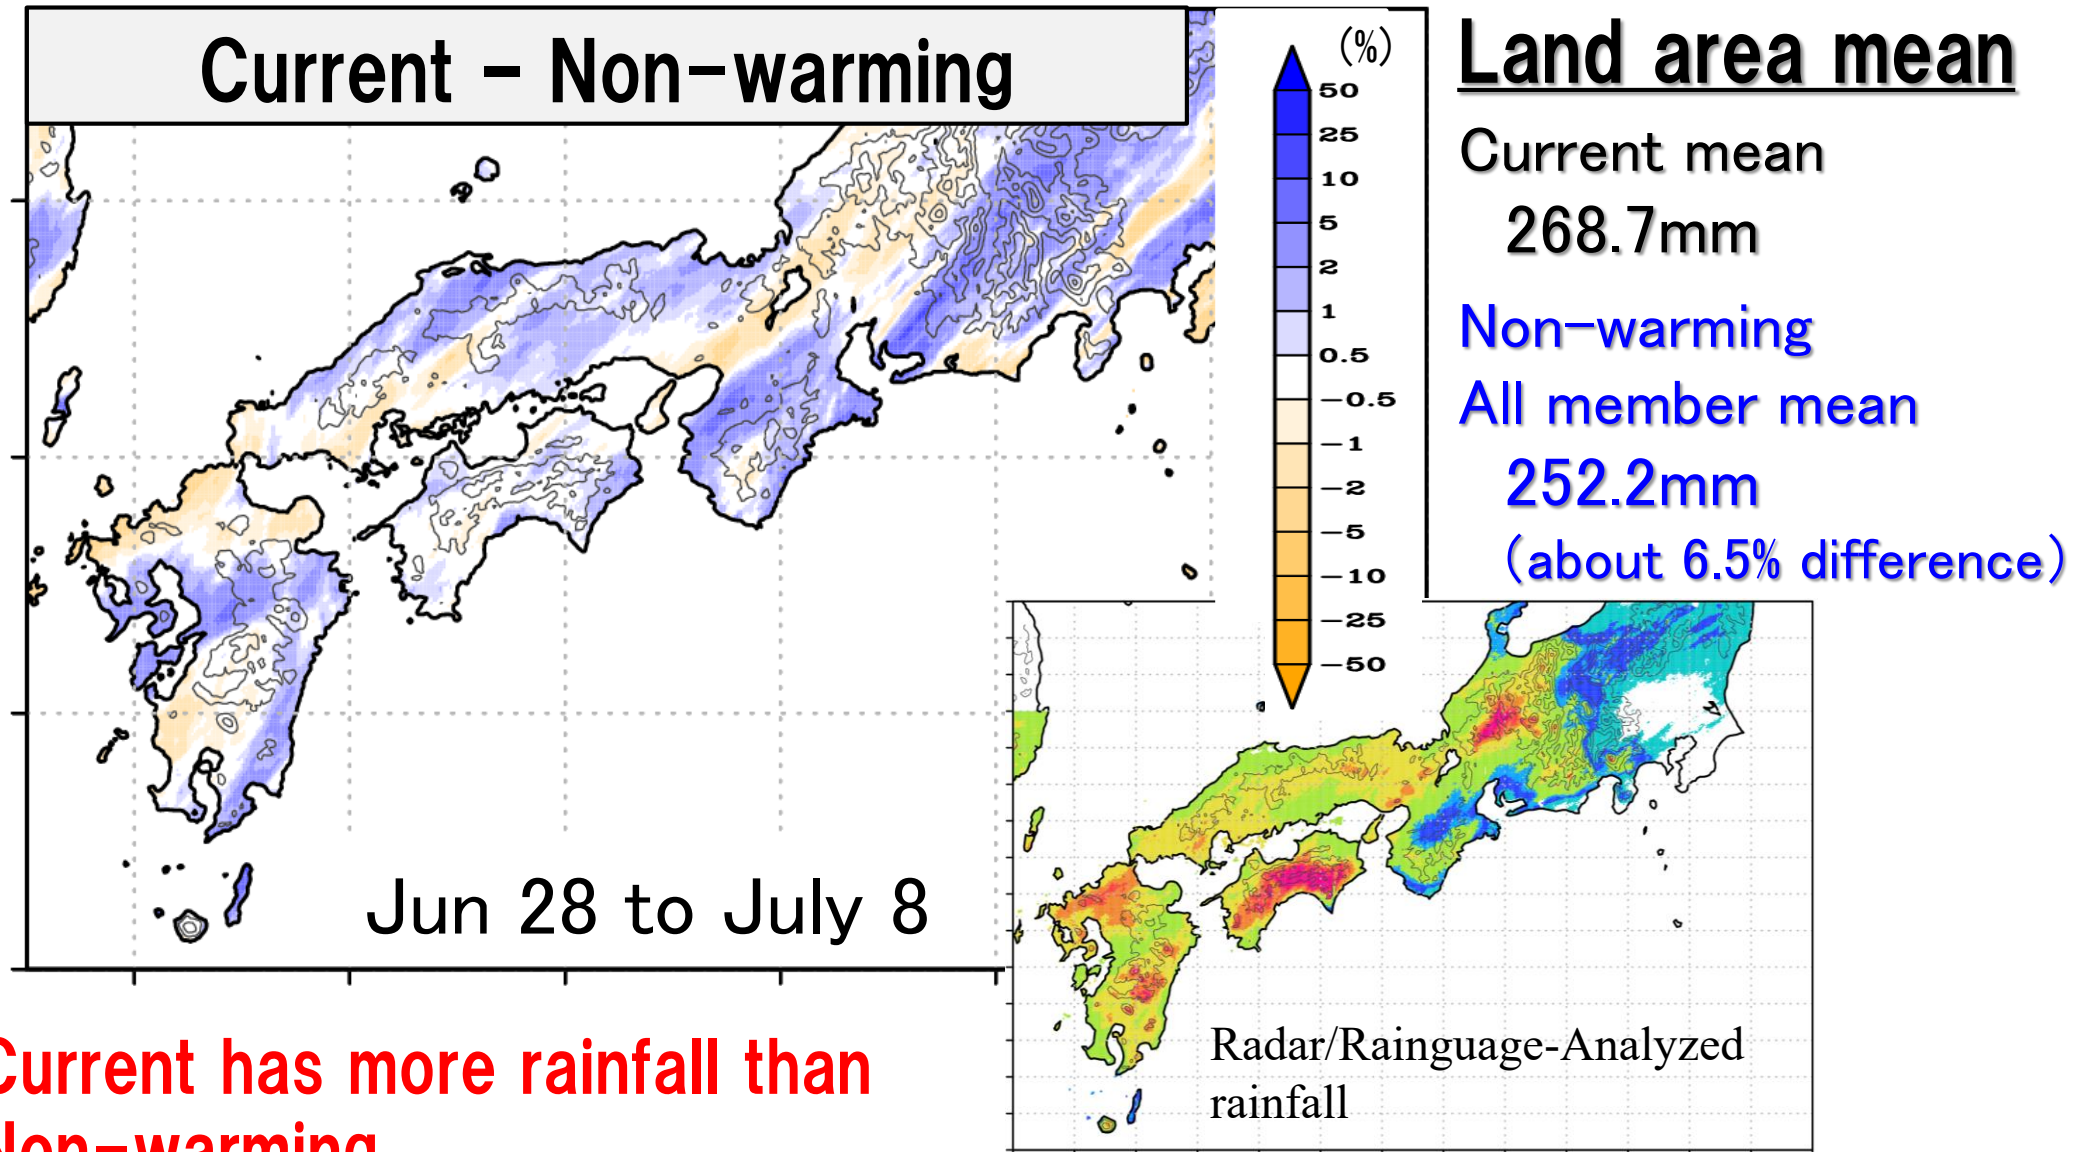 Current - Non-warming
(%)
50
25
10
5
2
1
0.5
-0.5
-1
-2
-5
-10
-25
-50
Land area mean
Current mean
268.7mm
Non-warming
All member mean
252.2mm
(about 6.5% difference)
Jun 28 to July 8
Radar/Rainguage-Analyzed
rainfall
Current has more rainfall than
Non-warming